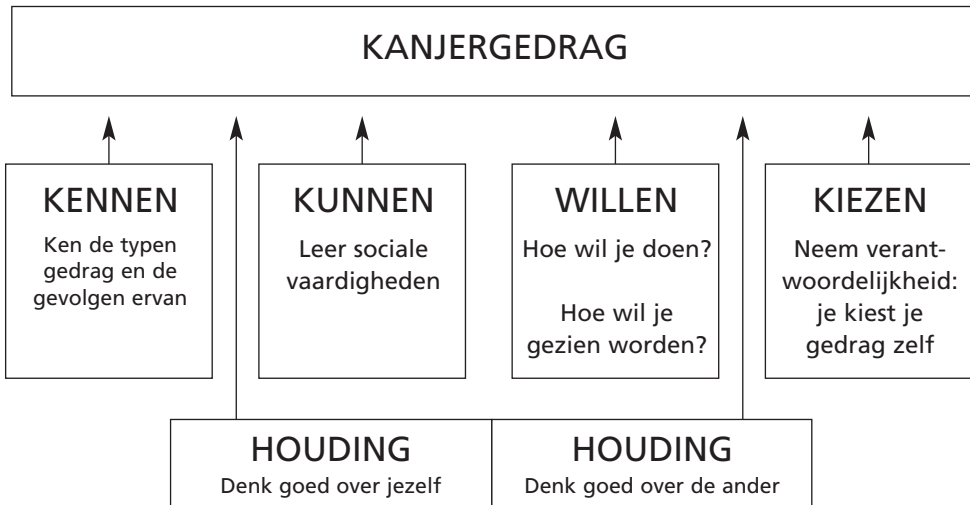 KANJERGEDRAG
KENNEN
Ken de typen
gedrag en de
gevolgen ervan
KUNNEN
Leer sociale
vaardigheden
WILLEN
Hoe wil je doen?
Hoe wil je
gezien worden?
KIEZEN
Neem verant-
woordelijkheid:
je kiest je
gedrag zelf
HOUDING
Denk goed over jezelf
HOUDING
Denk goed over de ander